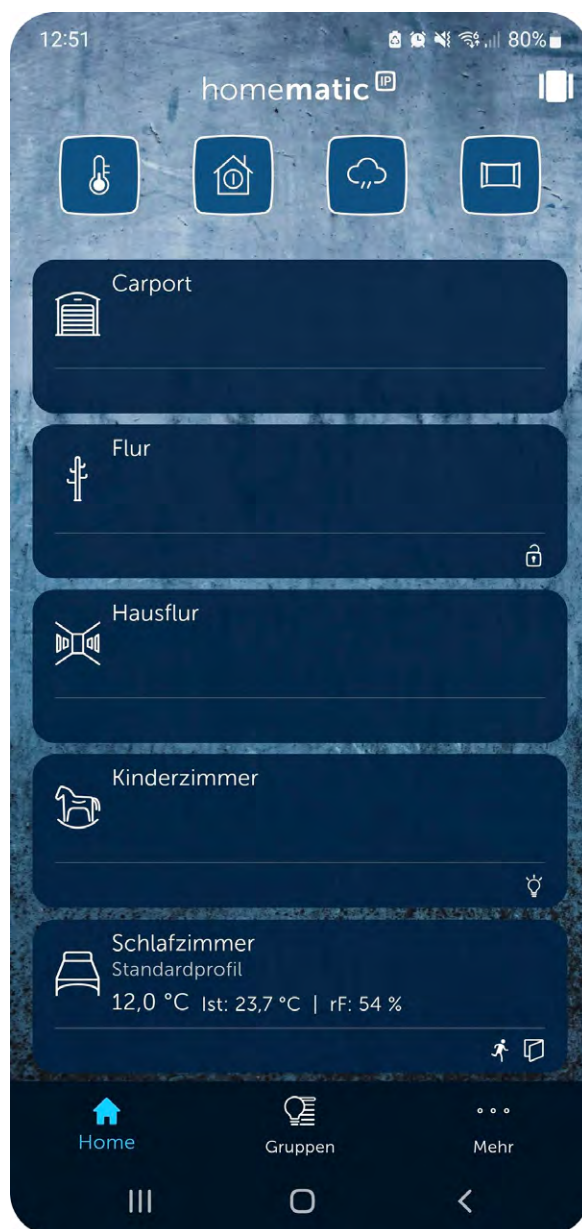 12:51
80%
homematic IP
Carport
Flur
Hausflur
Kinderzimmer
Schlafzimmer
Standardprofil
12,0 °C Ist: 23,7 °C | rF: 54 %
Home
Gruppen
Mehr